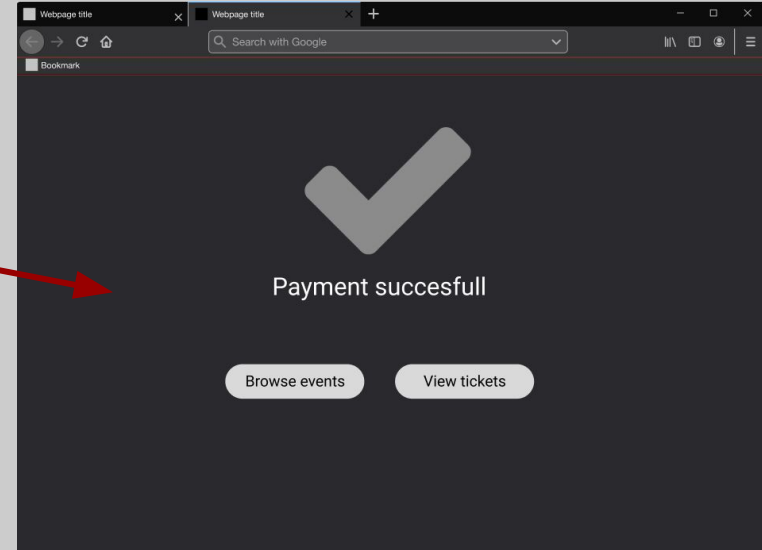 Webpage title
Webpage title
Search with Google
Bookmark
Payment succesfull
Browse events
View tickets